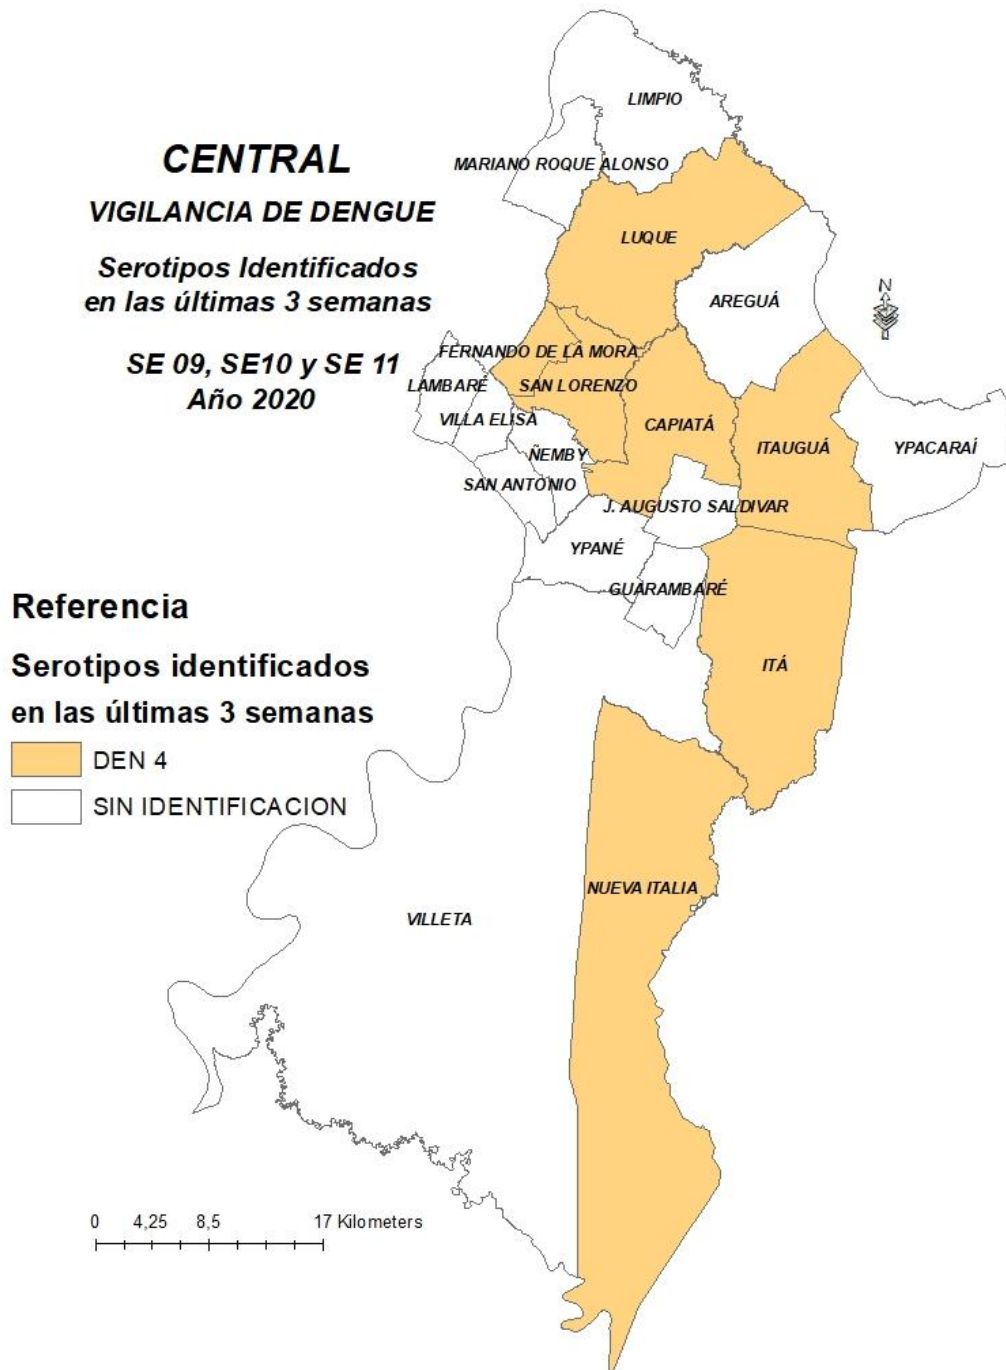 CENTRAL
VIGILANCIA DE DENGUE
Serotipos Identificados
en las últimas 3 semanas
SE 09, SE10 y SE 11
Año 2020
LIMPIO
MARIANO ROQUE ALONSO
LUQUE
AREGUÁ
N
FERNANDO DE LA MORA
LAMBARÉ
SAN LORENZO
VILLA ELISA
CAPIATÁ
ITAUGUÁ
YPACARAÍ
ÑEMBY
SAN ANTONIO
J. AUGUSTO SALDIVAR
YPANÉ
GUARAMBARÉ
ITÁ
NUEVA ITALIA
VILLETA
Referencia
Serotipos identificados
en las últimas 3 semanas
DEN 4
SIN IDENTIFICACION
0 4,25 8,5 17 Kilometers